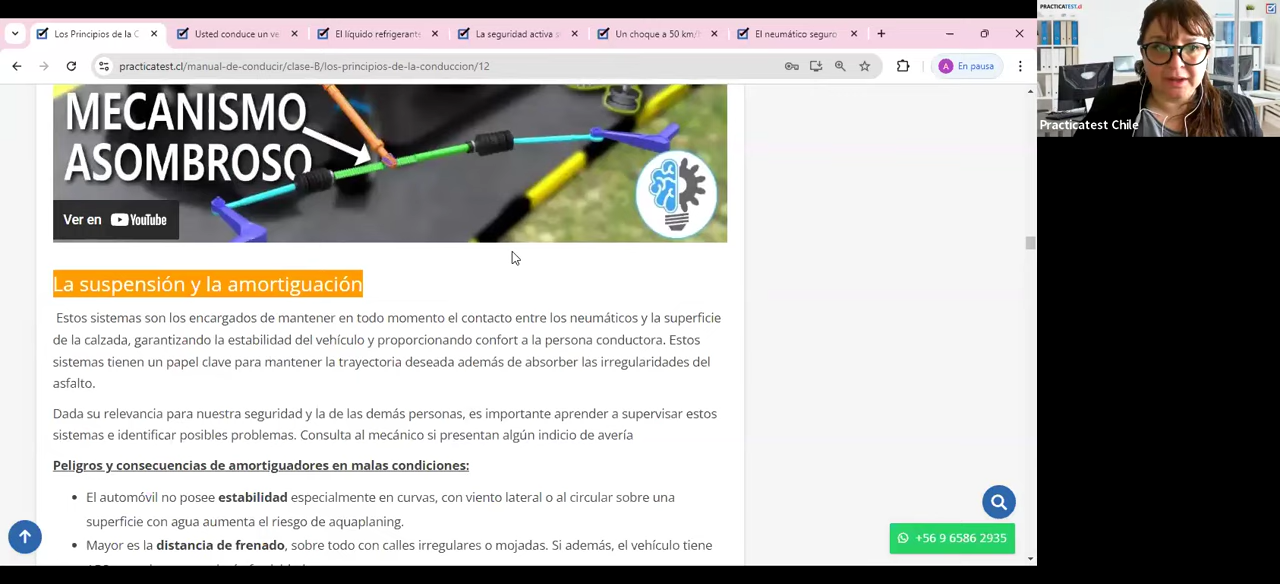 Los Principios de la C
Usted conduce un ve
El líquido refrigerante
La seguridad activa s
Un choque a 50 km/h
El neumático seguro
practicatest.cl/manual-de-conducir/clase-B/los-principios-de-la-conduccion/12
A En pausa
PRACTICATEST.cl
Practicatest Chile
MECANISMO
ASOMBROSO
Ver en YouTube
La suspensión y la amortiguación
Estos sistemas son los encargados de mantener en todo momento el contacto entre los neumáticos y la superficie
de la calzada, garantizando la estabilidad del vehículo y proporcionando confort a la persona conductora. Estos
sistemas tienen un papel clave para mantener la trayectoria deseada además de absorber las irregularidades del
asfalto.
Dada su relevancia para nuestra seguridad y la de las demás personas, es importante aprender a supervisar estos
sistemas e identificar posibles problemas. Consulta al mecánico si presentan algún indicio de avería
Peligros y consecuencias de amortiguadores en malas condiciones:
• El automóvil no posee estabilidad especialmente en curvas, con viento lateral o al circular sobre una
superficie con agua aumenta el riesgo de aquaplaning.
• Mayor es la distancia de frenado, sobre todo con calles irregulares o mojadas. Si además, el vehículo tiene
+56 9 6586 2935